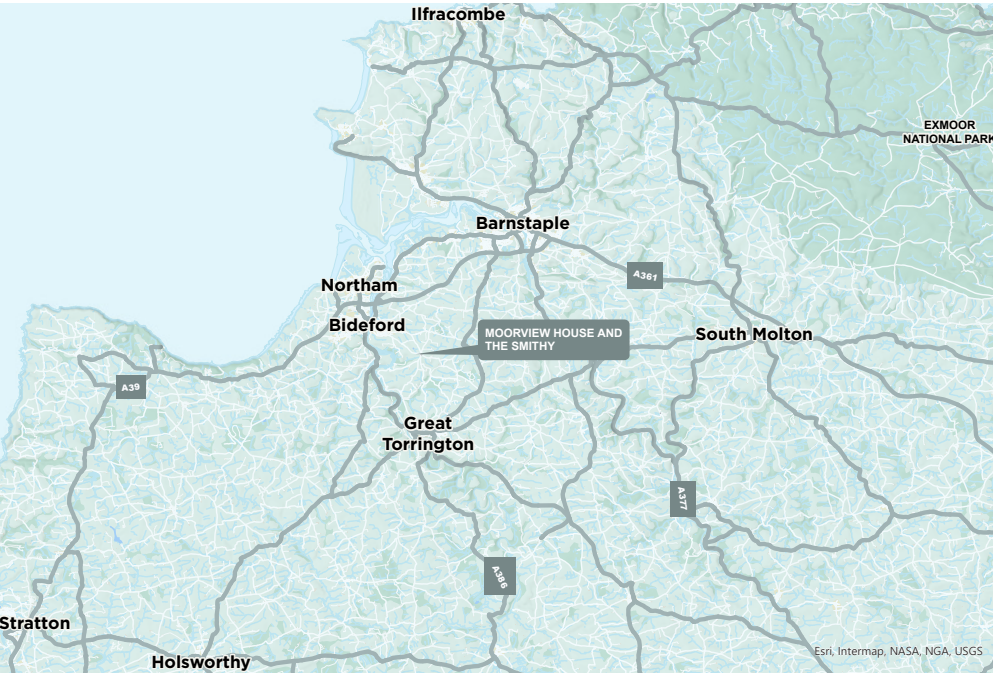 Ilfracombe
EXMOOR
NATIONAL PARK
Barnstaple
A361
Northam
Bideford
MOORVIEW HOUSE AND
THE SMITHY
South Molton
A39
Great
Torrington
A377
A386
Stratton
Esri, Intermap, NASA, NGA, USGS
Holsworthy